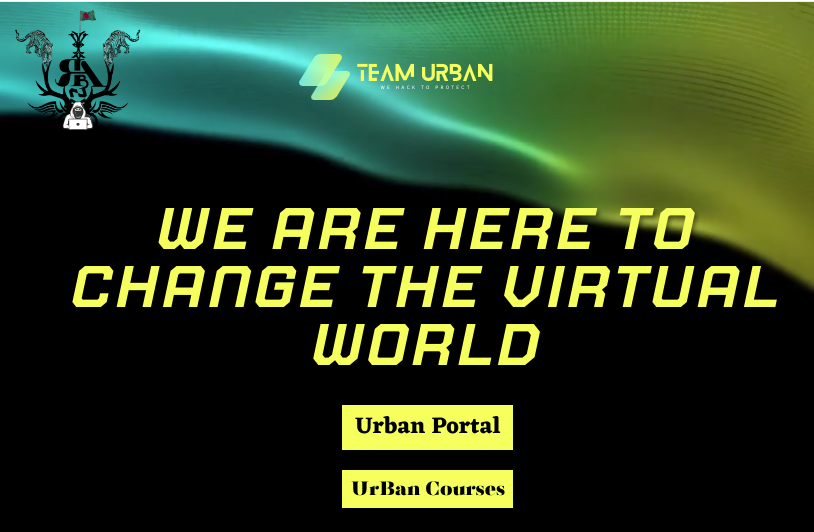 TEAM URBAN
WE HACK TO PROTECT
WE ARE HERE TO
CHANGE THE VIRTUAL
WORLD
Urban Portal
UrBan Courses